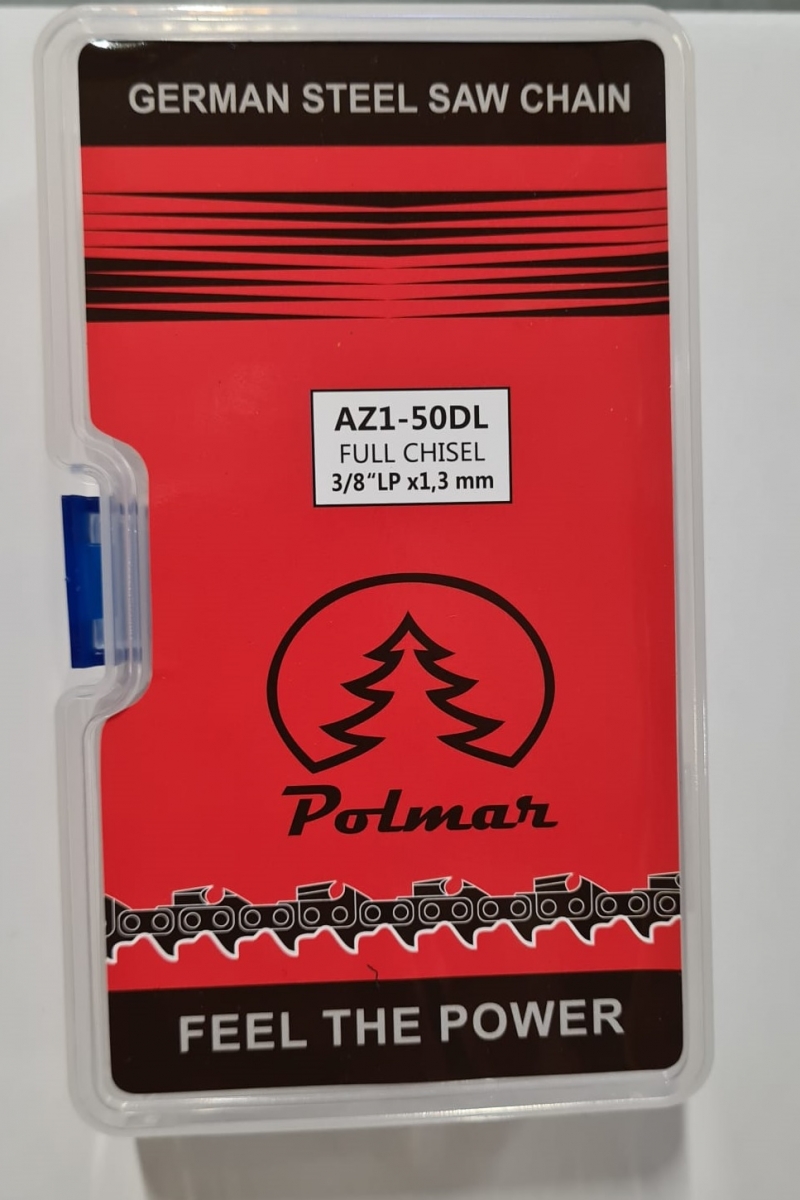 GERMAN STEEL SAW CHAIN
AZ1-50DL
FULL CHISEL
3/8“LP x1,3 mm
Polmar
FEEL THE POWER